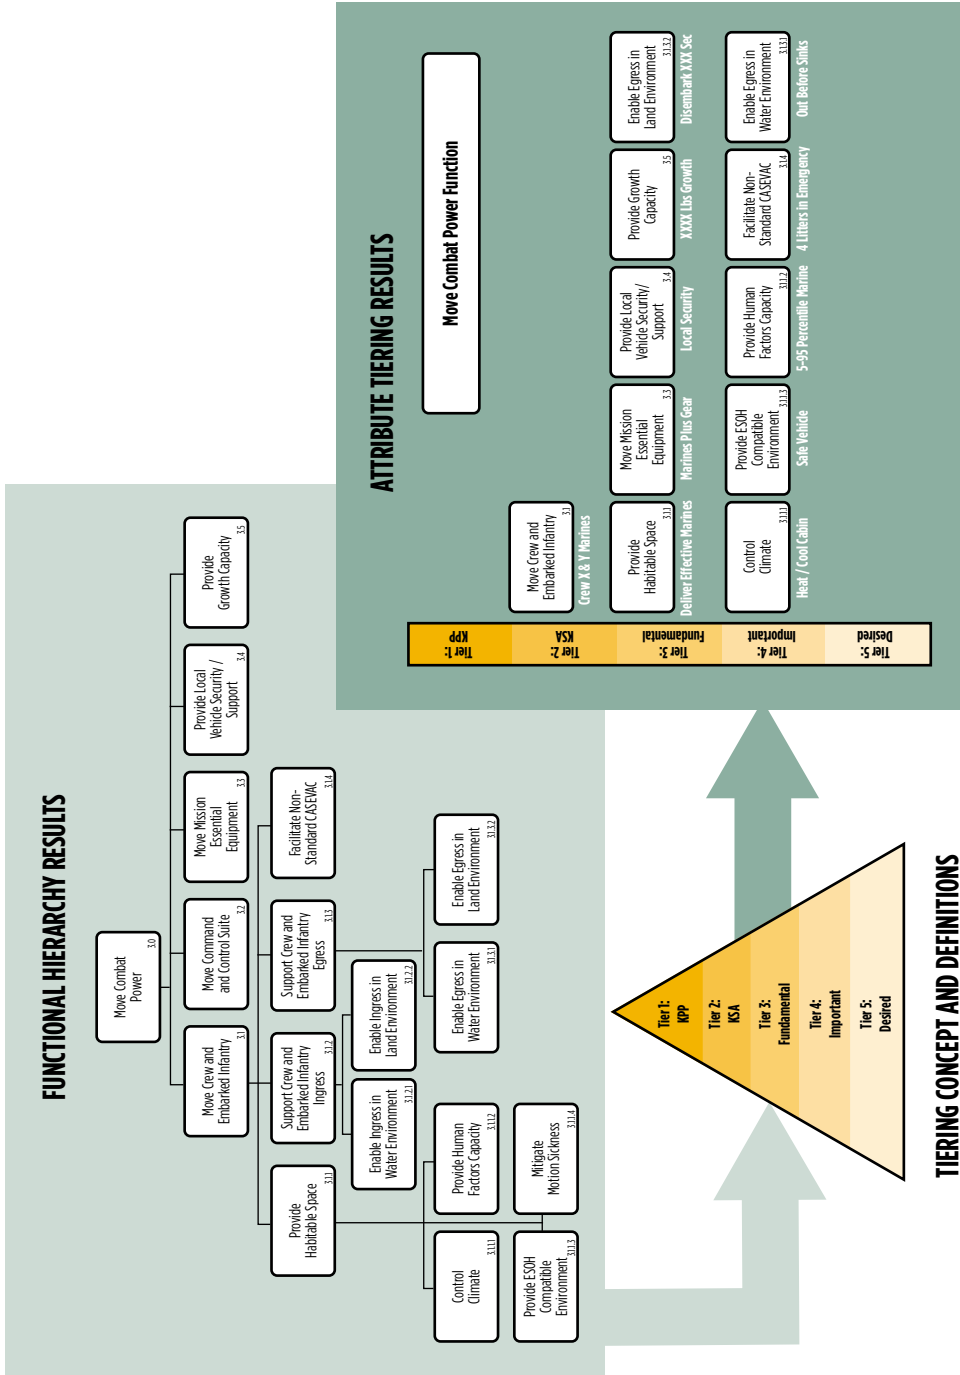 FUNCTIONAL HIERARCHY RESULTS
Move Combat
Power
3.0
Move Crew and
Embarked Infantry
3.1
Move Command
and Control Suite
3.2
Move Mission
Essential
Equipment
3.3
Provide Local
Vehicle Security /
Support
3.4
Provide
Growth Capacity
3.5
Provide
Habitable Space
3.1.1
Support Crew and
Embarked Infantry
Ingress
3.1.2
Support Crew and
Embarked Infantry
Egress
3.1.3
Facilitate Non-
Standard CASEVAC
3.1.4
Enable Ingress in
Water Environment
3.1.2.1
Enable Ingress in
Land Environment
3.1.2.2
Control
Climate
3.1.1.1
Provide Human
Factors Capacity
3.1.1.2
Enable Egress in
Water Environment
3.1.3.1
Enable Egress in
Land Environment
3.1.3.2
Provide ESOH
Compatible
Environment
3.1.1.3
Mitigate
Motion Sickness
3.1.1.4
TIERING CONCEPT AND DEFINITIONS
Tier 1:
KPP
Tier 2:
KSA
Tier 3:
Fundamental
Tier 4:
Important
Tier 5:
Desired
ATTRIBUTE TIERING RESULTS
Move Combat Power Function
Tier 1:
KPP
Tier 2:
KSA
Tier 3:
Fundamental
Tier 4:
Important
Tier 5:
Desired
Move Crew and
Embarked Infantry
3.1
Crew X & Y Marines
Provide
Habitable Space
3.1.1
Deliver Effective Marines
Move Mission
Essential
Equipment
3.3
Marines Plus Gear
Provide Local
Vehicle Security/
Support
3.4
Local Security
Provide Growth
Capacity
3.5
XXXX Lbs Growth
Enable Egress in
Land Environment
3.1.3.2
Disembark XXX Sec
Control
Climate
3.1.1.1
Heat / Cool Cabin
Provide ESOH
Compatible
Environment
3.1.1.3
Safe Vehicle
Provide Human
Factors Capacity
3.1.1.2
5-95 Percentile Marine
Facilitate Non-
Standard CASEVAC
3.1.4
4 Litters in Emergency
Enable Egress in
Water Environment
3.1.3.1
Out Before Sinks